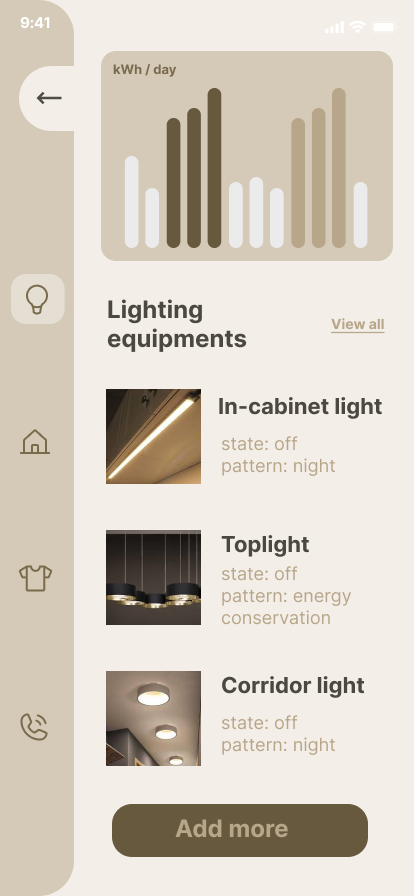 9:41
kWh / day
Lighting
equipments
View all
In-cabinet light
state: off
pattern: night
Toplight
state: off
pattern: energy
conservation
Corridor light
state: off
pattern: night
Add more